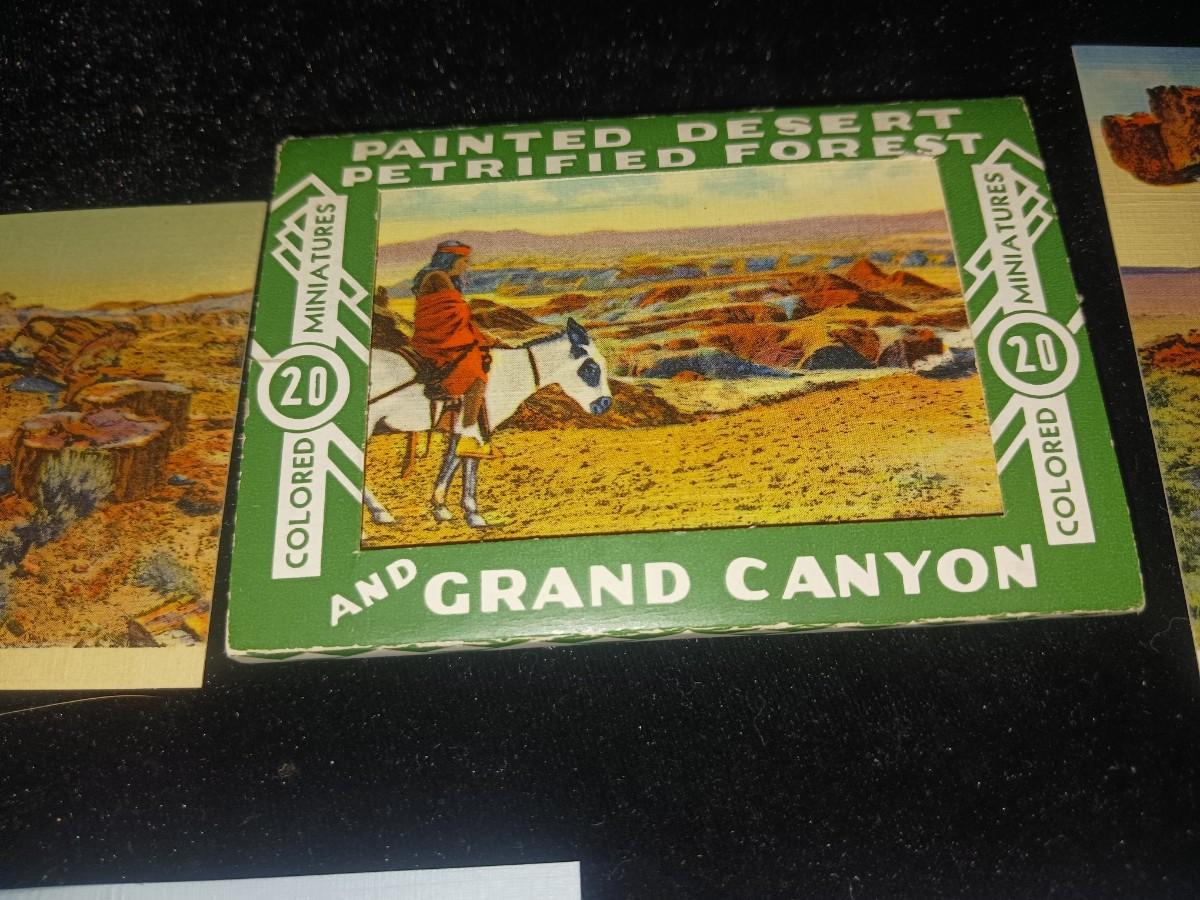 PAINTED DESERT
PETRIFIED FOREST
COLORED 20 MINIATURES
COLORED 20 MINIATURES
AND GRAND CANYON